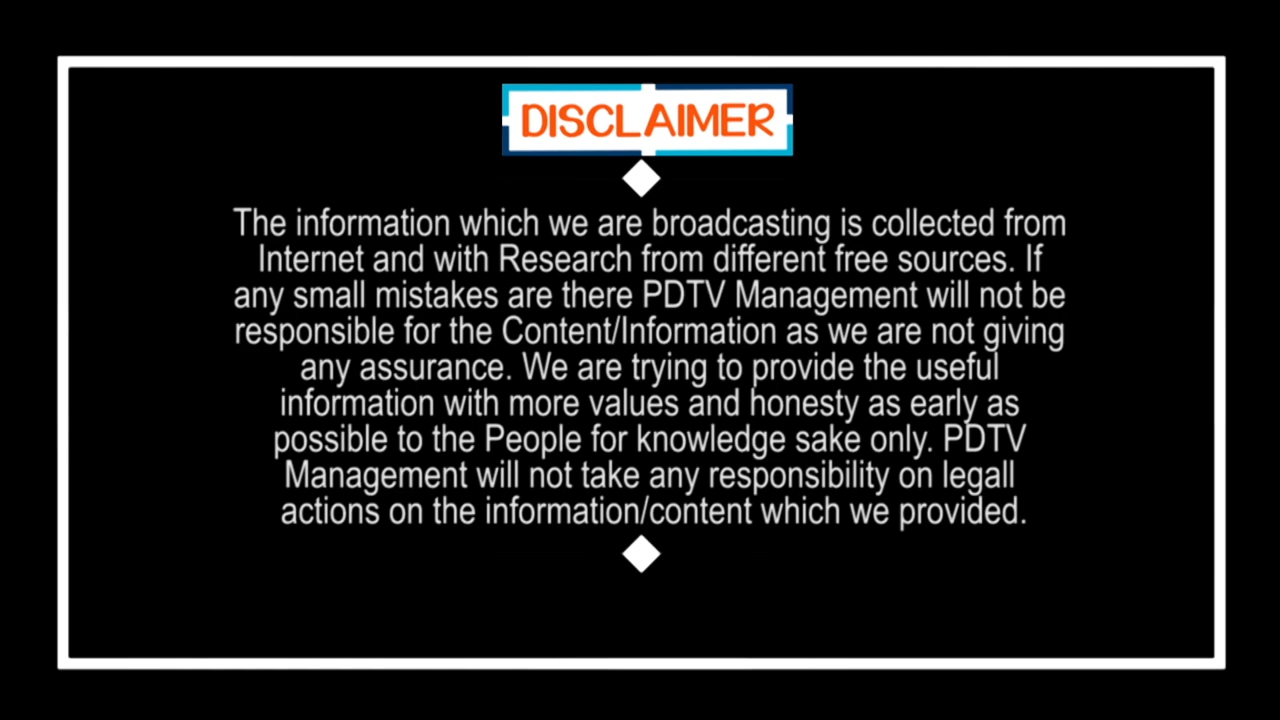 DISCLAIMER
The information which we are broadcasting is collected from
Internet and with Research from different free sources. If
any small mistakes are there PDTV Management will not be
responsible for the Content/Information as we are not giving
any assurance. We are trying to provide the useful
information with more values and honesty as early as
possible to the People for knowledge sake only. PDTV
Management will not take any responsibility on legall
actions on the information/content which we provided.